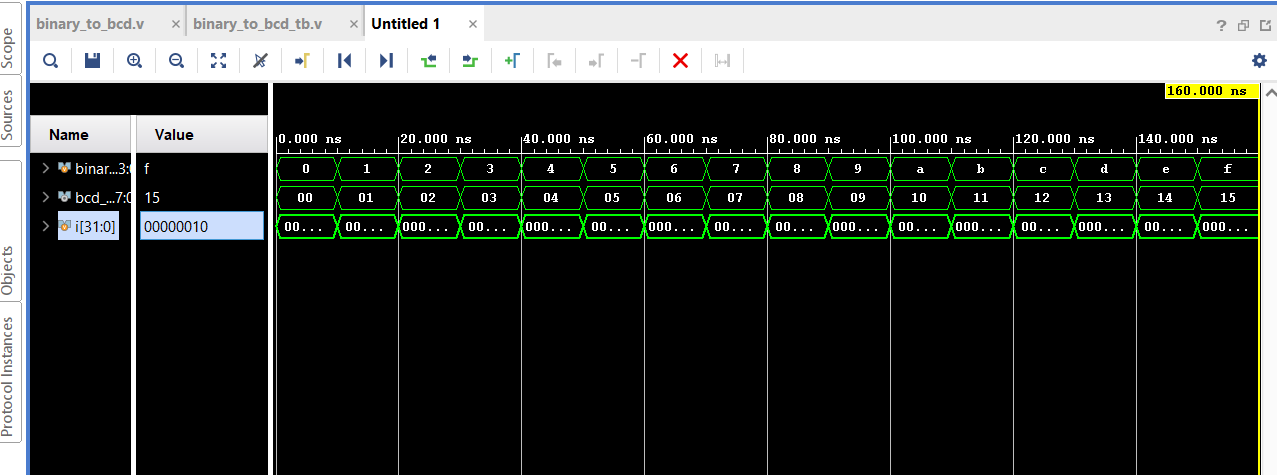 binary_to_bcd.v × binary_to_bcd_tb.v × Untitled 1 ×
?
Scope
Sources
Objects
Protocol Instances
160.000 ns
Name Value
0.000 ns 20.000 ns 40.000 ns 60.000 ns 80.000 ns 100.000 ns 120.000 ns 140.000 ns
binar...3:0 f 0 1 2 3 4 5 6 7 8 9 a b c d e f
bcd_...7:0 15 00 01 02 03 04 05 06 07 08 09 10 11 12 13 14 15
i[31:0] 00000010 00... 00... 000... 00... 000... 00... 000... 00... 000... 00... 000... 000... 00... 000... 00... 000...